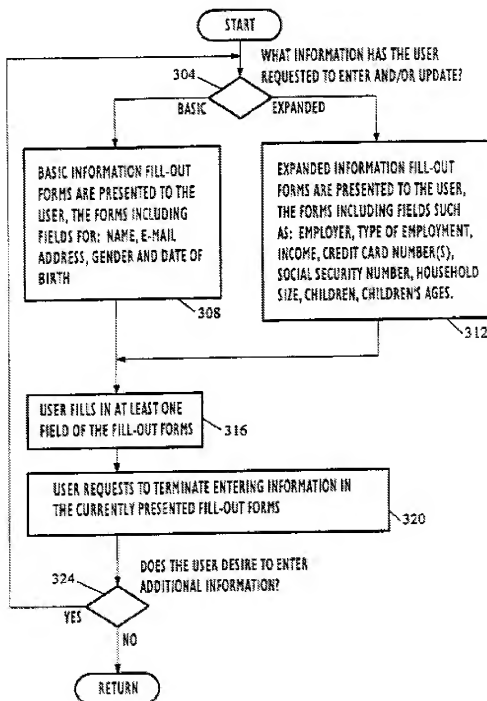 START
WHAT INFORMATION HAS THE USER
REQUESTED TO ENTER AND/OR UPDATE?
304
BASIC
EXPANDED
BASIC INFORMATION FILL-OUT
FORMS ARE PRESENTED TO THE
USER, THE FORMS INCLUDING
FIELDS FOR: NAME, E-MAIL
ADDRESS, GENDER AND DATE OF
BIRTH
308
EXPANDED INFORMATION FILL-OUT
FORMS ARE PRESENTED TO THE USER,
THE FORMS INCLUDING FIELDS SUCH
AS: EMPLOYER, TYPE OF EMPLOYMENT,
INCOME, CREDIT CARD NUMBER(S),
SOCIAL SECURITY NUMBER, HOUSEHOLD
SIZE, CHILDREN, CHILDREN'S AGES.
312
USER FILLS IN AT LEAST ONE
FIELD OF THE FILL-OUT FORMS
316
USER REQUESTS TO TERMINATE ENTERING INFORMATION IN
THE CURRENTLY PRESENTED FILL-OUT FORMS
320
DOES THE USER DESIRE TO ENTER
ADDITIONAL INFORMATION?
324
YES
NO
RETURN